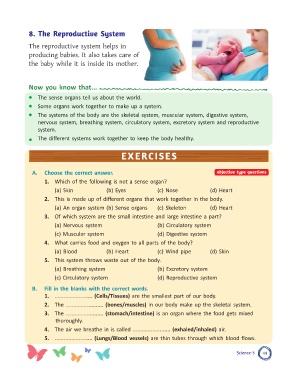 8. The Reproductive System
The reproductive system helps in
producing babies. It also takes care of
the baby while it is inside its mother.
Now you know that...
• The sense organs tell us about the world.
• Some organs work together to make up a system.
• The systems of the body are the skeletal system, muscular system, digestive system,
nervous system, breathing system, circulatory system, excretory system and reproductive
system.
• The different systems work together to keep the body healthy.
EXERCISES
A. Choose the correct answer.
objective type questions
1. Which of the following is not a sense organ?
(a) Skin (b) Eyes (c) Nose (d) Heart
2. This is made up of different organs that work together in the body.
(a) An organ system (b) Sense organs (c) Skeleton (d) Heart
3. Of which system are the small intestine and large intestine a part?
(a) Nervous system (b) Circulatory system
(c) Muscular system (d) Digestive system
4. What carries food and oxygen to all parts of the body?
(a) Blood (b) Heart (c) Wind pipe (d) Skin
5. This system throws waste out of the body.
(a) Breathing system (b) Excretory system
(c) Circulatory system (d) Reproductive system
B. Fill in the blanks with the correct words.
1. ........................ (Cells/Tissues) are the smallest part of our body.
2. The ........................ (bones/muscles) in our body make up the skeletal system.
3. The ........................ (stomach/intestine) is an organ where the food gets mixed
thoroughly.
4. The air we breathe in is called ........................ (exhaled/inhaled) air.
5. ........................ (Lungs/Blood vessels) are thin tubes through which blood flows.
Science-3